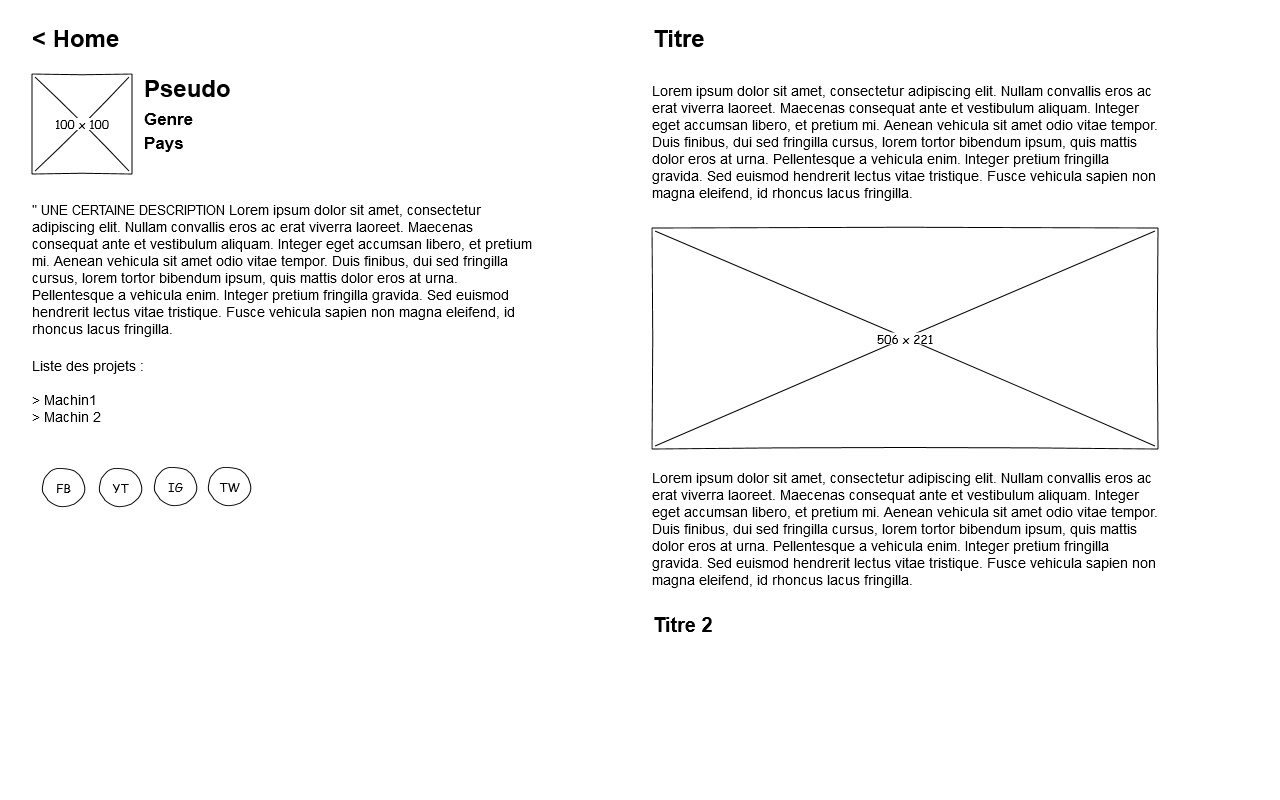 < Home
100 x 100
Pseudo
Genre
Pays
" UNE CERTAINE DESCRIPTION Lorem ipsum dolor sit amet, consectetur
adipiscing elit. Nullam convallis eros ac erat viverra laoreet. Maecenas
consequat ante et vestibulum aliquam. Integer eget accumsan libero, et pretium
mi. Aenean vehicula sit amet odio vitae tempor. Duis finibus, dui sed fringilla
cursus, lorem tortor bibendum ipsum, quis mattis dolor eros at urna.
Pellentesque a vehicula enim. Integer pretium fringilla gravida. Sed euismod
hendrerit lectus vitae tristique. Fusce vehicula sapien non magna eleifend, id
rhoncus lacus fringilla.
Liste des projets :
> Machin1
> Machin 2
FB YT IG TW
Titre
Lorem ipsum dolor sit amet, consectetur adipiscing elit. Nullam convallis eros ac
erat viverra laoreet. Maecenas consequat ante et vestibulum aliquam. Integer
eget accumsan libero, et pretium mi. Aenean vehicula sit amet odio vitae tempor.
Duis finibus, dui sed fringilla cursus, lorem tortor bibendum ipsum, quis mattis
dolor eros at urna. Pellentesque a vehicula enim. Integer pretium fringilla
gravida. Sed euismod hendrerit lectus vitae tristique. Fusce vehicula sapien non
magna eleifend, id rhoncus lacus fringilla.
506 x 221
Lorem ipsum dolor sit amet, consectetur adipiscing elit. Nullam convallis eros ac
erat viverra laoreet. Maecenas consequat ante et vestibulum aliquam. Integer
eget accumsan libero, et pretium mi. Aenean vehicula sit amet odio vitae tempor.
Duis finibus, dui sed fringilla cursus, lorem tortor bibendum ipsum, quis mattis
dolor eros at urna. Pellentesque a vehicula enim. Integer pretium fringilla
gravida. Sed euismod hendrerit lectus vitae tristique. Fusce vehicula sapien non
magna eleifend, id rhoncus lacus fringilla.
Titre 2